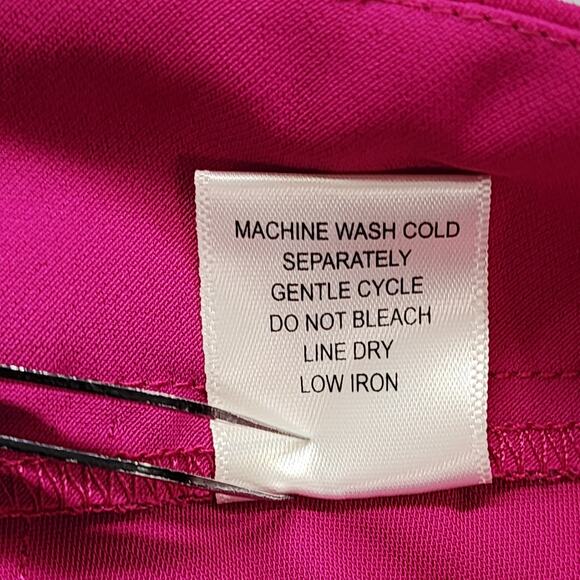 MACHINE WASH COLD
SEPARATELY
GENTLE CYCLE
DO NOT BLEACH
LINE DRY
LOW IRON